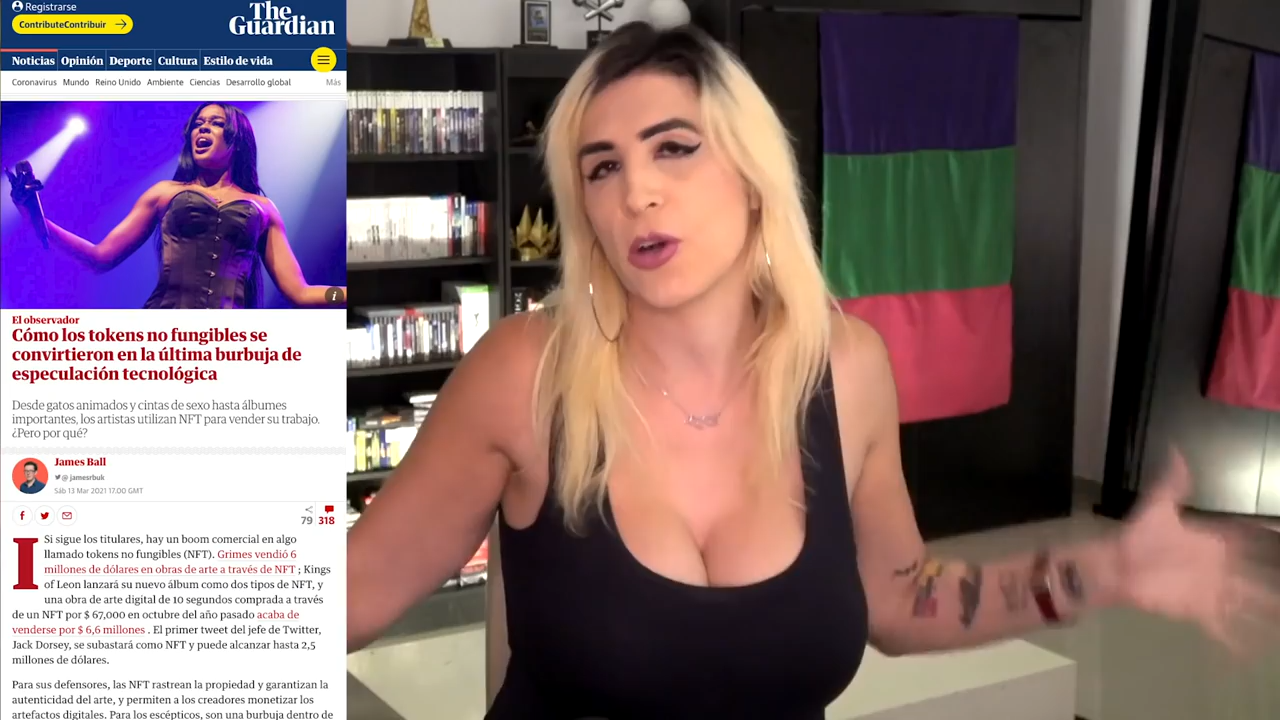 Registrarse
ContributeContribuir
The
Guardian
Noticias
Opinión
Deporte
Cultura
Estilo de vida
Coronavirus
Mundo
Reino Unido
Ambiente
Ciencias
Desarrollo global
Más
i
El observador
Cómo los tokens no fungibles se
convirtieron en la última burbuja de
especulación tecnológica
Desde gatos animados y cintas de sexo hasta álbumes
importantes, los artistas utilizan NFT para vender su trabajo.
¿Pero por qué?
James Ball
@ jamesrbuk
Sáb 13 Mar 2021 17.00 GMT
79
318
I Si sigue los titulares, hay un boom comercial en algo
llamado tokens no fungibles (NFT). Grimes vendió 6
millones de dólares en obras de arte a través de NFT ; Kings
of Leon lanzará su nuevo álbum como dos tipos de NFT, y
una obra de arte digital de 10 segundos comprada a través
de un NFT por $ 67,000 en octubre del año pasado acaba de
venderse por $ 6,6 millones . El primer tweet del jefe de Twitter,
Jack Dorsey, se subastará como NFT y puede alcanzar hasta 2,5
millones de dólares.
Para sus defensores, las NFT rastrean la propiedad y garantizan la
autenticidad del arte, y permiten a los creadores monetizar los
artefactos digitales. Para los escépticos, son una burbuja dentro de